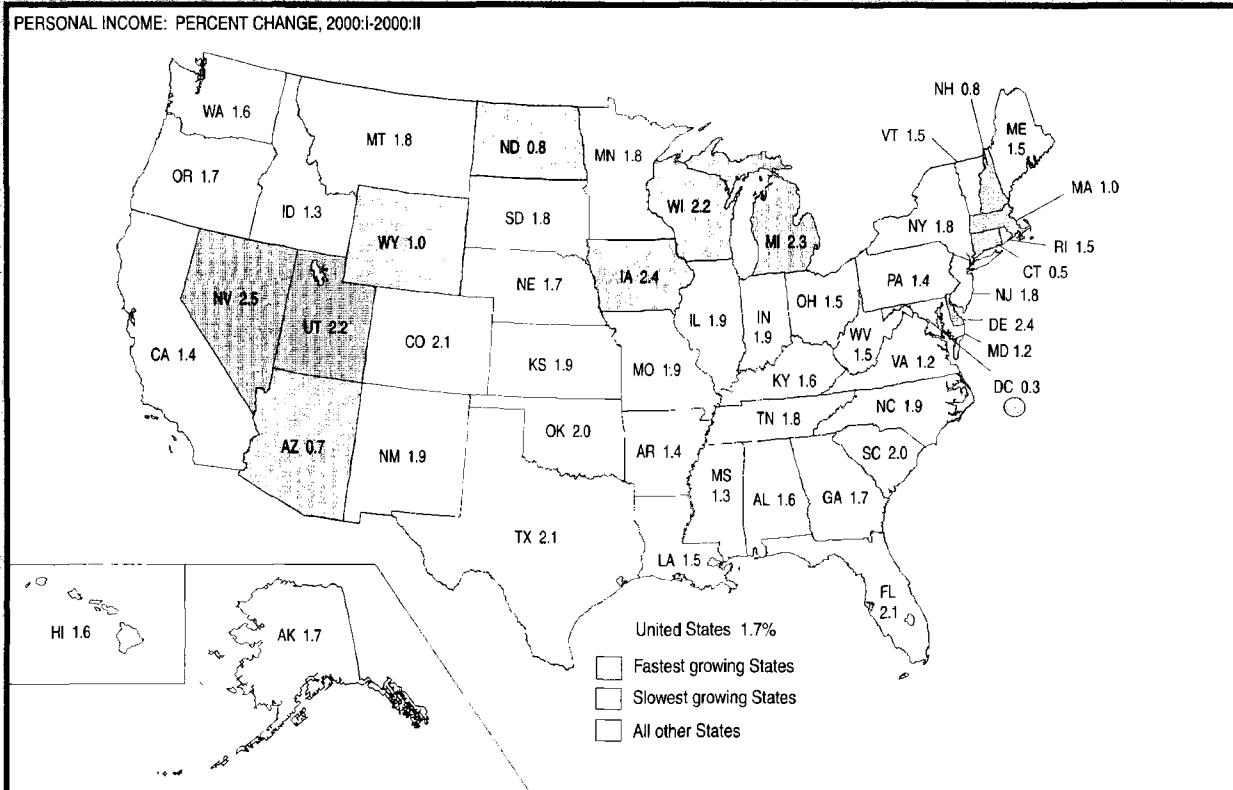 PERSONAL INCOME: PERCENT CHANGE, 2000:I-2000:II
NH 0.8
WA 1.6
VT 1.5
ME
1.5
MT 1.8
ND 0.8
MN 1.8
OR 1.7
MA 1.0
ID 1.3
SD 1.8
WI 2.2
NY 1.8
WY 1.0
MI 2.3
RI 1.5
CT 0.5
NV 2.5
IA 2.4
PA 1.4
NE 1.7
NJ 1.8
OH 1.5
UT 2.2
IL 1.9
IN
1.9
DE 2.4
CO 2.1
WV
1.5
MD 1.2
CA 1.4
VA 1.2
KS 1.9
MO 1.9
KY 1.6
DC 0.3
NC 1.9
TN 1.8
OK 2.0
AZ 0.7
NM 1.9
AR 1.4
SC 2.0
MS
1.3
AL 1.6
GA 1.7
TX 2.1
LA 1.5
FL
2.1
HI 1.6
AK 1.7
United States 1.7%
Fastest growing States
Slowest growing States
All other States